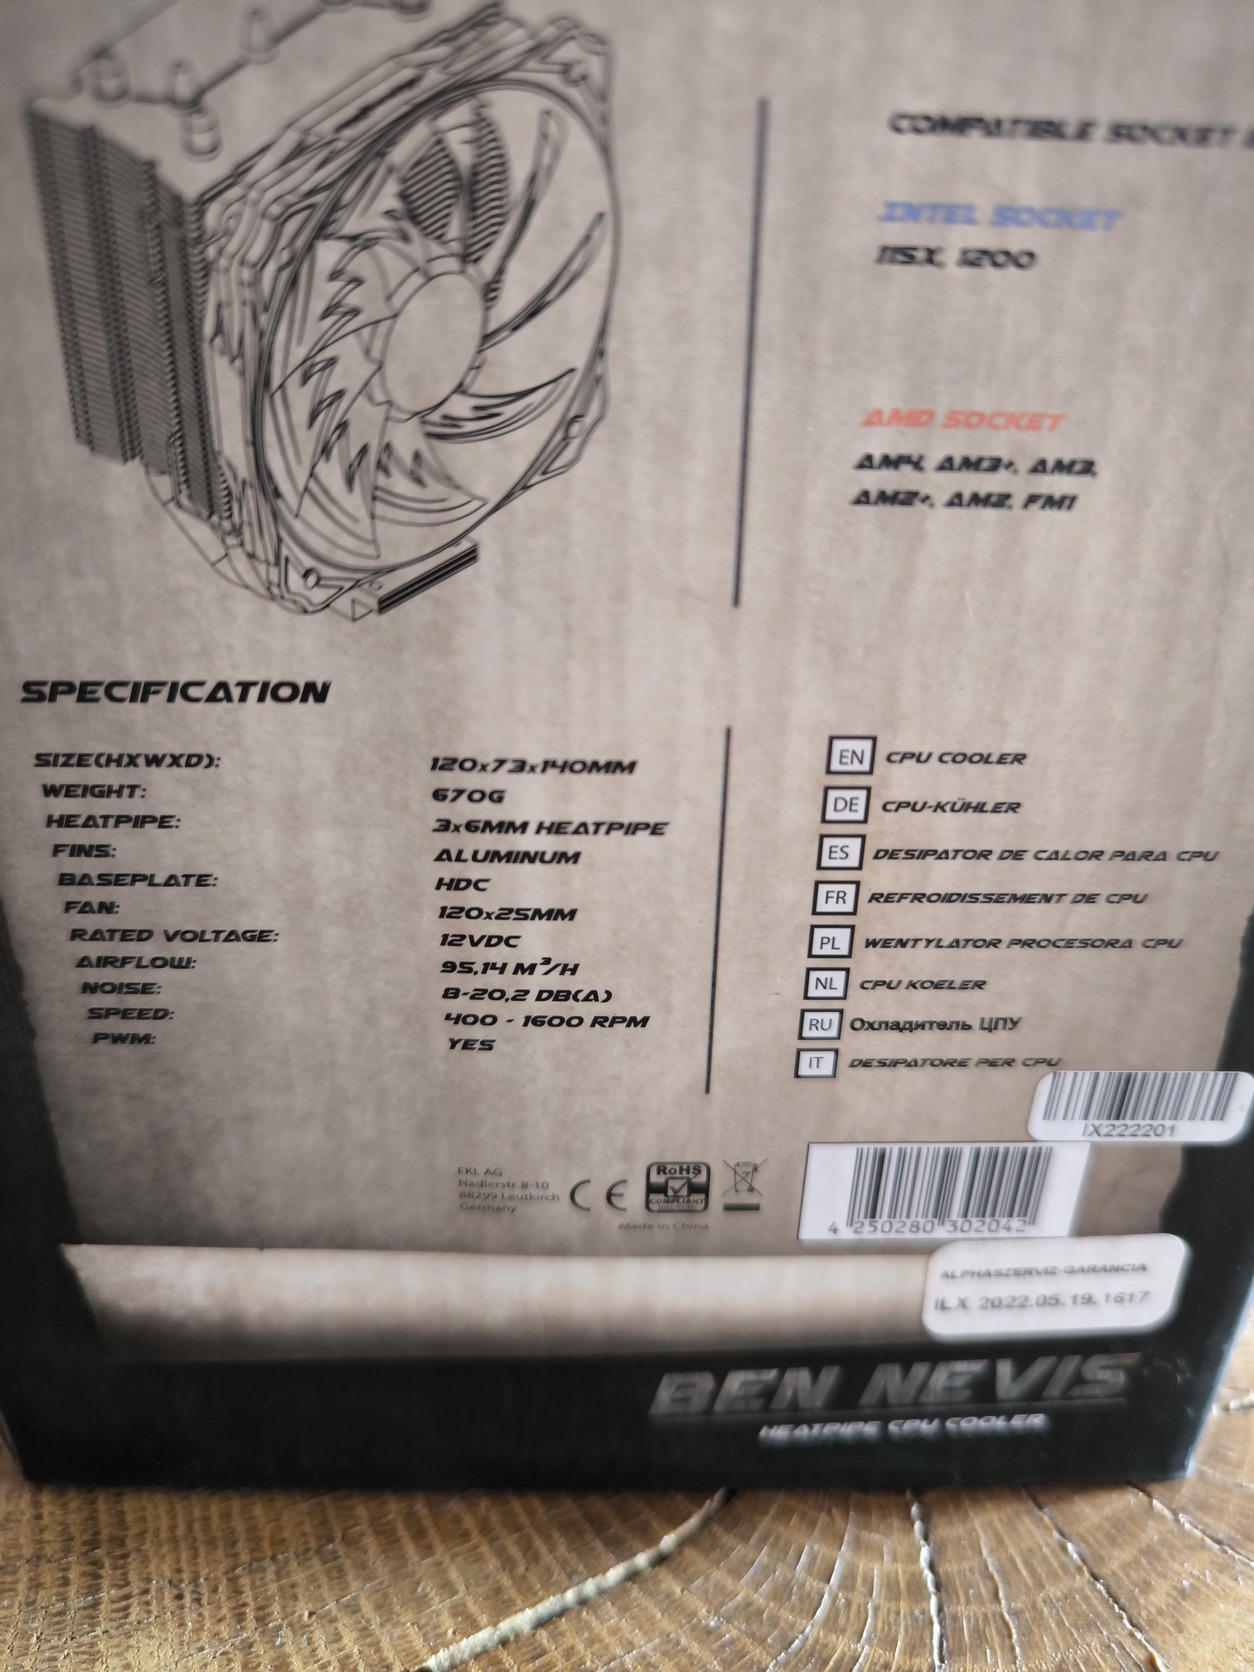 COMPATIBLE SOCKET
INTEL SOCKET
115X, 1200
AMD SOCKET
AM4, AM3+, AM3,
AM2+, AM2, FM1
SPECIFICATION
SIZE(HXWXD): 120x73x140MM
WEIGHT: 670G
HEATPIPE: 3x6MM HEATPIPE
FINS: ALUMINUM
BASEPLATE: HDC
FAN: 120x25MM
RATED VOLTAGE: 12VDC
AIRFLOW: 95,14 M³/H
NOISE: 8-20,2 DB(A)
SPEED: 400 - 1600 RPM
PWM: YES
EN CPU COOLER
DE CPU-KÜHLER
ES DESIPATOR DE CALOR PARA CPU
FR REFROIDISSEMENT DE CPU
PL WENTYLATOR PROCESORA CPU
NL CPU KOELER
RU Охладитель ЦПУ
IT DESIPATORE PER CPU
IX222201
EKL AG
Nadlerstr. 8-10
88299 Leutkirch
Germany
CE
RoHS
COMPLIANT
Made in China
4 250280 302042
ALPHASZERVIZ-GARANCIA
ILX 2022.05.19.1617
BEN NEVIS
HEATPIPE CPU COOLER